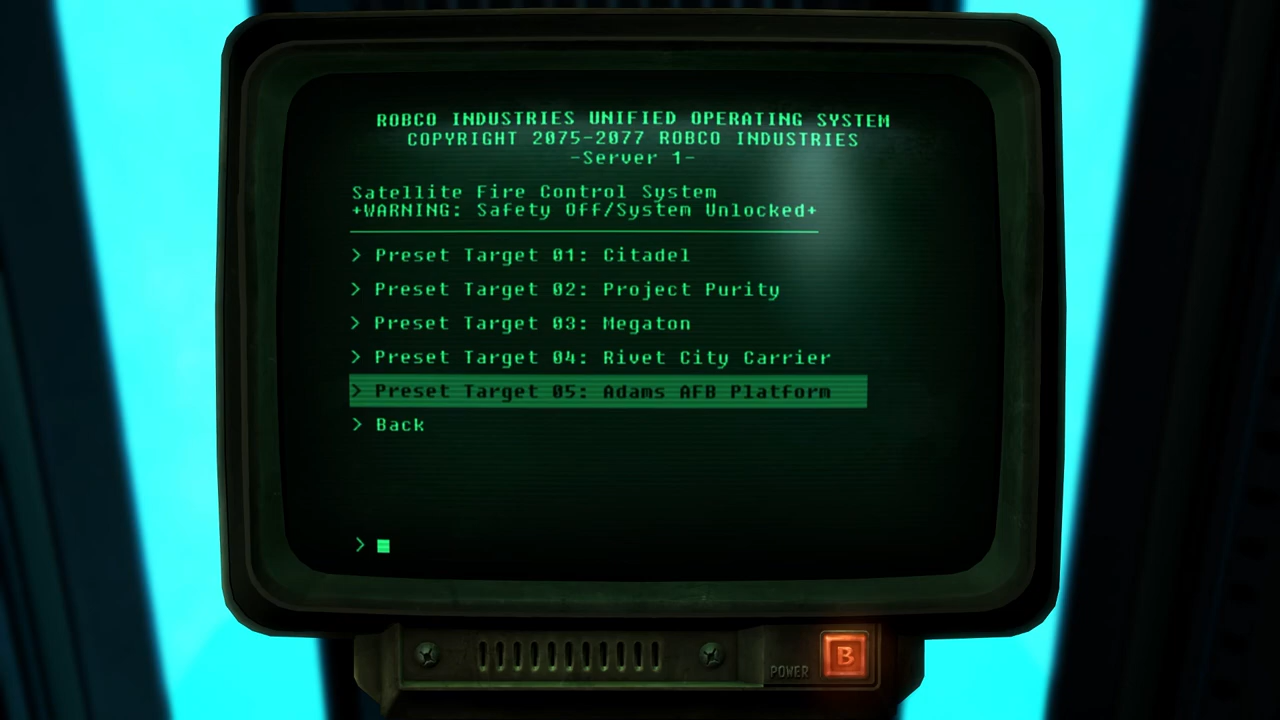 ROBCO INDUSTRIES UNIFIED OPERATING SYSTEM
COPYRIGHT 2075-2077 ROBCO INDUSTRIES
-Server 1-
Satellite Fire Control System
+WARNING: Safety Off/System Unlocked+
> Preset Target 01: Citadel
> Preset Target 02: Project Purity
> Preset Target 03: Megaton
> Preset Target 04: Rivet City Carrier
> Preset Target 05: Adams AFB Platform
> Back
>
POWER B